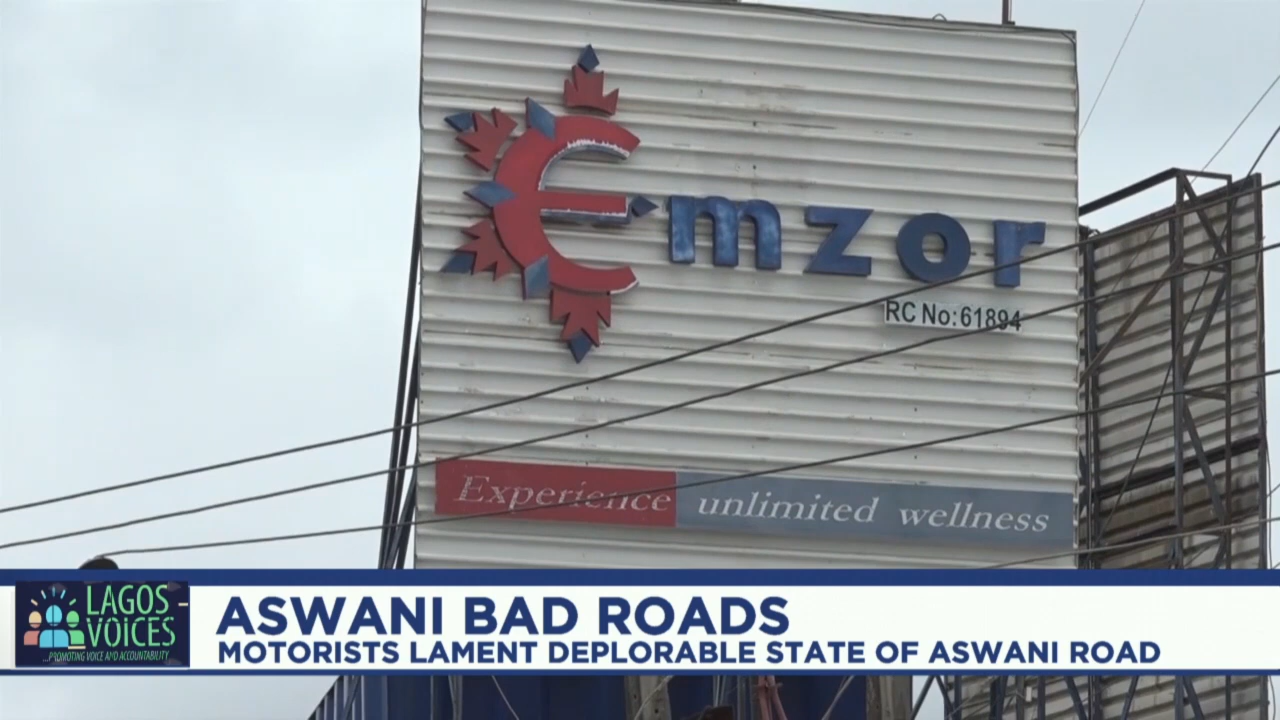 Emzor
RC No:61894
Experience unlimited wellness
LAGOS
VOICES
...PROMOTING VOICE AND ACCOUNTABILITY
ASWANI BAD ROADS
MOTORISTS LAMENT DEPLORABLE STATE OF ASWANI ROAD